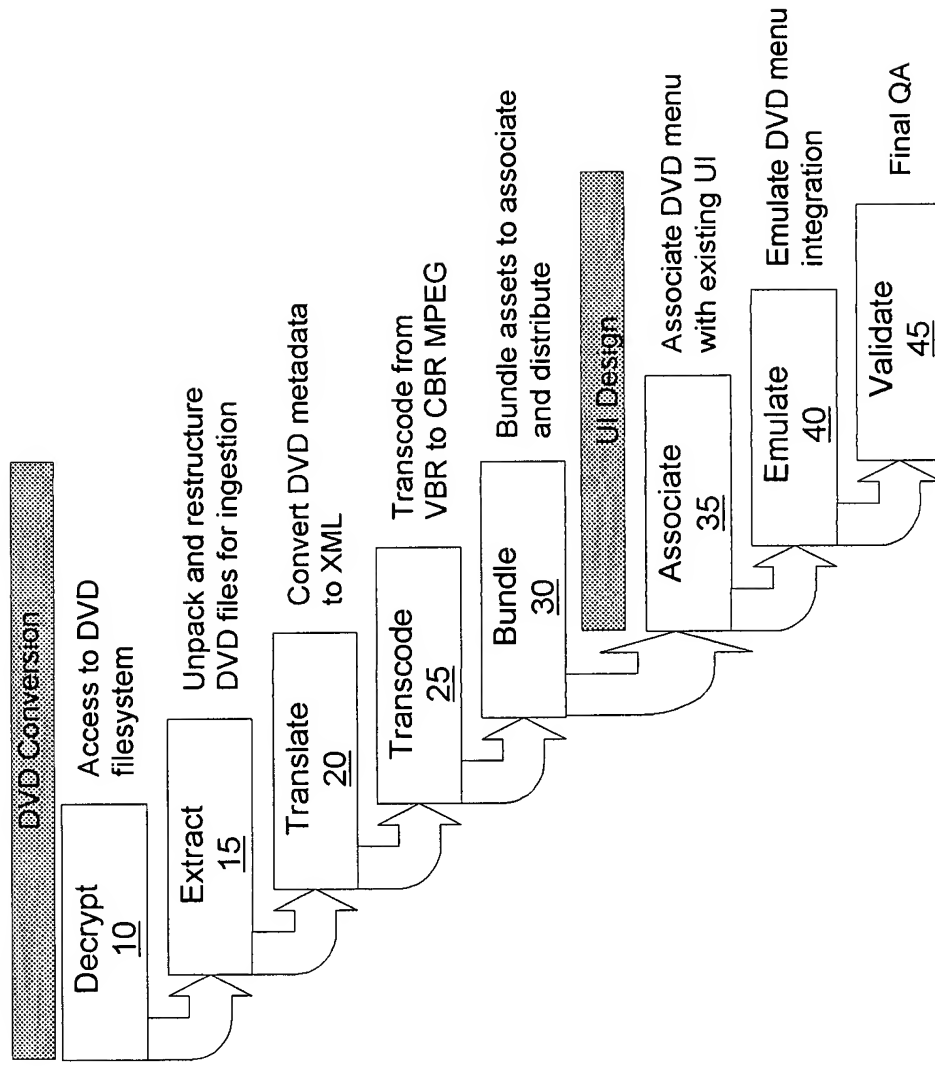 DVD Conversion
Decrypt
10
Access to DVD
filesystem
Extract
15
Unpack and restructure
DVD files for ingestion
Translate
20
Convert DVD metadata
to XML
Transcode
25
Transcode from
VBR to CBR MPEG
Bundle
30
Bundle assets to associate
and distribute
UI Design
Associate
35
Associate DVD menu
with existing UI
Emulate
40
Emulate DVD menu
integration
Validate
45
Final QA